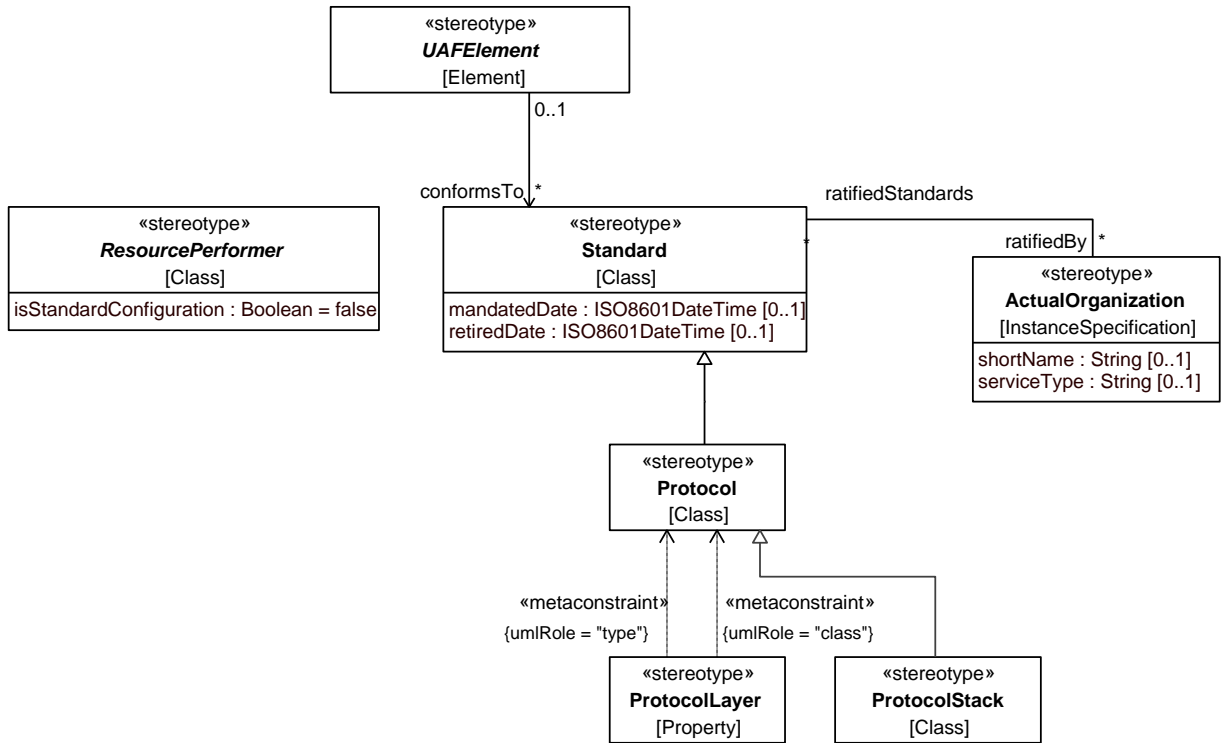 «stereotype»
UAFElement
[Element]
0..1
conformsTo *
ratifiedStandards
*
ratifiedBy *
«stereotype»
ResourcePerformer
[Class]
isStandardConfiguration : Boolean = false
«stereotype»
Standard
[Class]
mandatedDate : ISO8601DateTime [0..1]
retiredDate : ISO8601DateTime [0..1]
«stereotype»
ActualOrganization
[InstanceSpecification]
shortName : String [0..1]
serviceType : String [0..1]
«stereotype»
Protocol
[Class]
«metaconstraint»
{umlRole = "type"}
«metaconstraint»
{umlRole = "class"}
«stereotype»
ProtocolLayer
[Property]
«stereotype»
ProtocolStack
[Class]